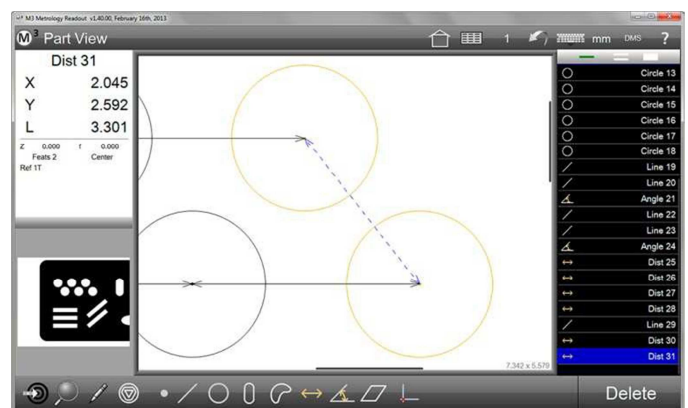 M³ M3 Metrology Readout v1.40.00, February 16th, 2013
M³ Part View
1
mm
DMS
?
Dist 31
X 2.045
Y 2.592
L 3.301
Z 0.000 f 0.000
Feats 2 Center
Ref 1T
7.342 x 5.579
Circle 13
Circle 14
Circle 15
Circle 16
Circle 17
Circle 18
Line 19
Line 20
Angle 21
Line 22
Line 23
Angle 24
Dist 25
Dist 26
Dist 27
Dist 28
Line 29
Dist 30
Dist 31
Delete